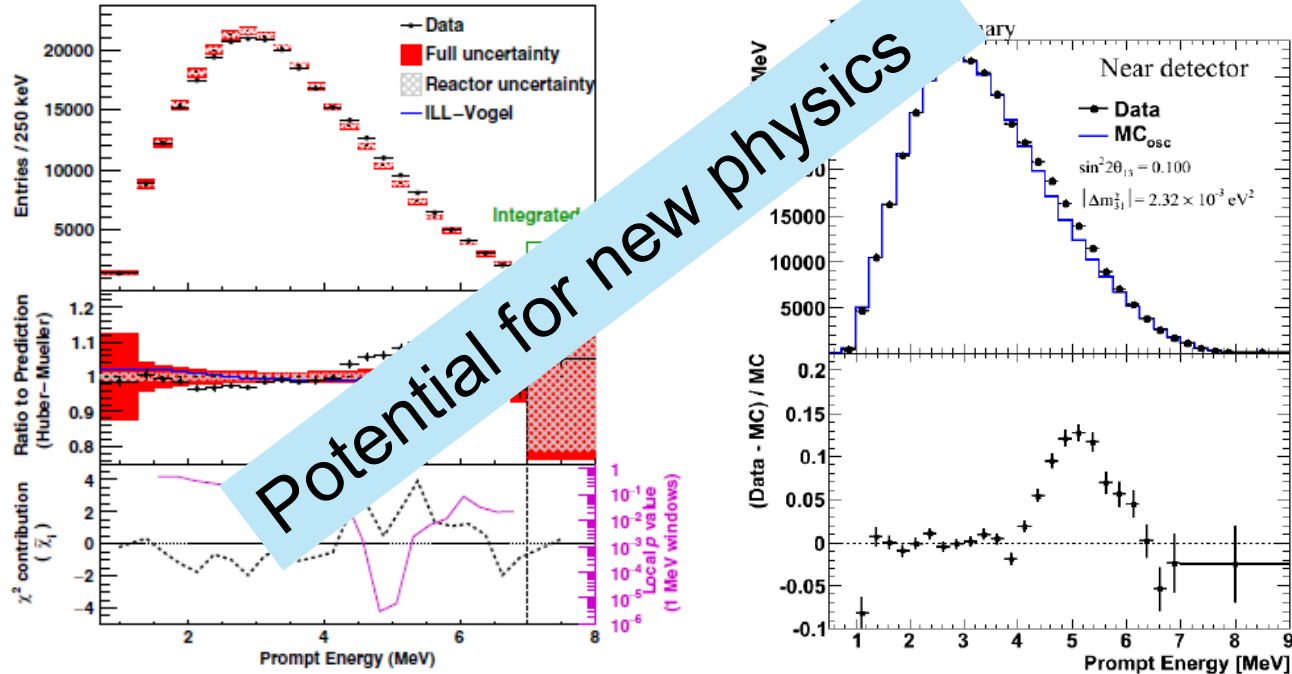 Data
Full uncertainty
Reactor uncertainty
ILL-Vogel
Integrated
Entries / 250 keV
20000
15000
10000
5000
Ratio to Prediction
(Huber-Mueller)
1.2
1.1
1
0.9
0.8
χ² contribution
( χ̃ᵢ )
4
2
0
-2
-4
1
10⁻¹
10⁻²
10⁻³
10⁻⁴
10⁻⁵
10⁻⁶
Local p value
(1 MeV windows)
2
4
6
8
Prompt Energy (MeV)
Potential for new physics
MeV
Near detector
Data
MC_osc
sin²2θ₁₃ = 0.100
|Δm²₃₁| = 2.32 × 10⁻³ eV²
15000
10000
5000
(Data - MC) / MC
0.2
0.15
0.1
0.05
0
-0.05
-0.1
1
2
3
4
5
6
7
8
9
Prompt Energy [MeV]